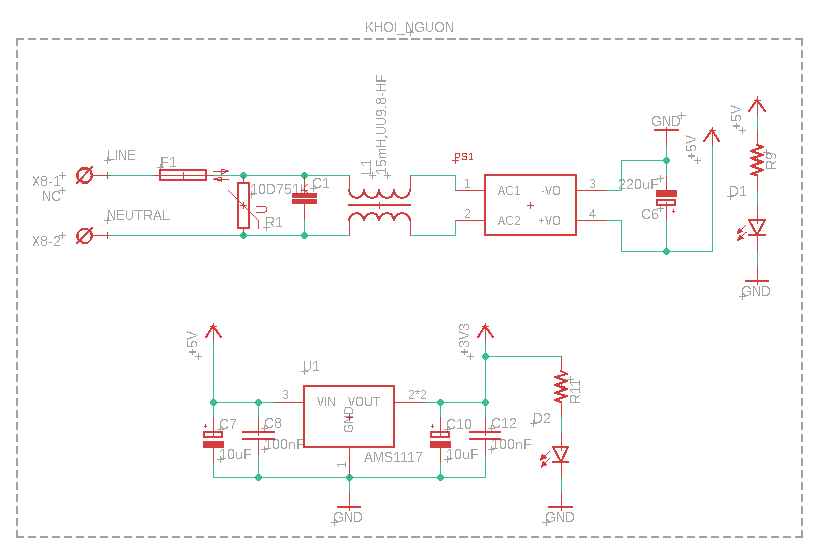 KHOI_NGUON
LINE
F1
X8-1
NC
10D751K
C1
U
R1
NEUTRAL
X8-2
L1
15mH,UU9.8-HF
PS1
1
AC1
-VO
3
2
AC2
+VO
4
GND
220uF
C6
+5V
+5V
R9
D1
GND
+5V
U1
3
VIN
VOUT
2*2
GND
1
AMS1117
C7
10uF
C8
100nF
+3V3
C10
10uF
C12
100nF
R11
D2
GND
GND